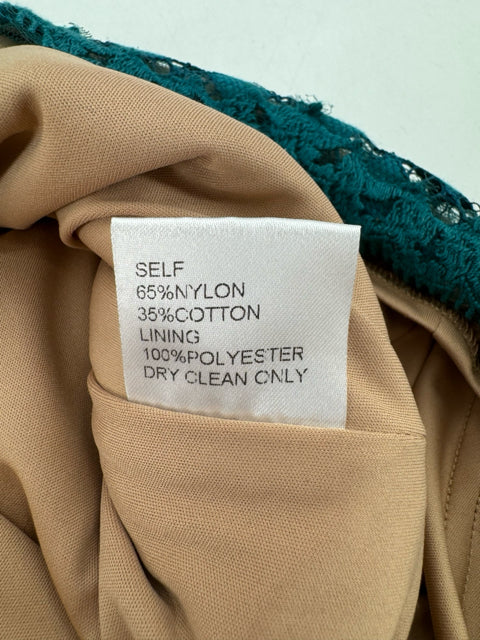 SELF
65%NYLON
35%COTTON
LINING
100%POLYESTER
DRY CLEAN ONLY